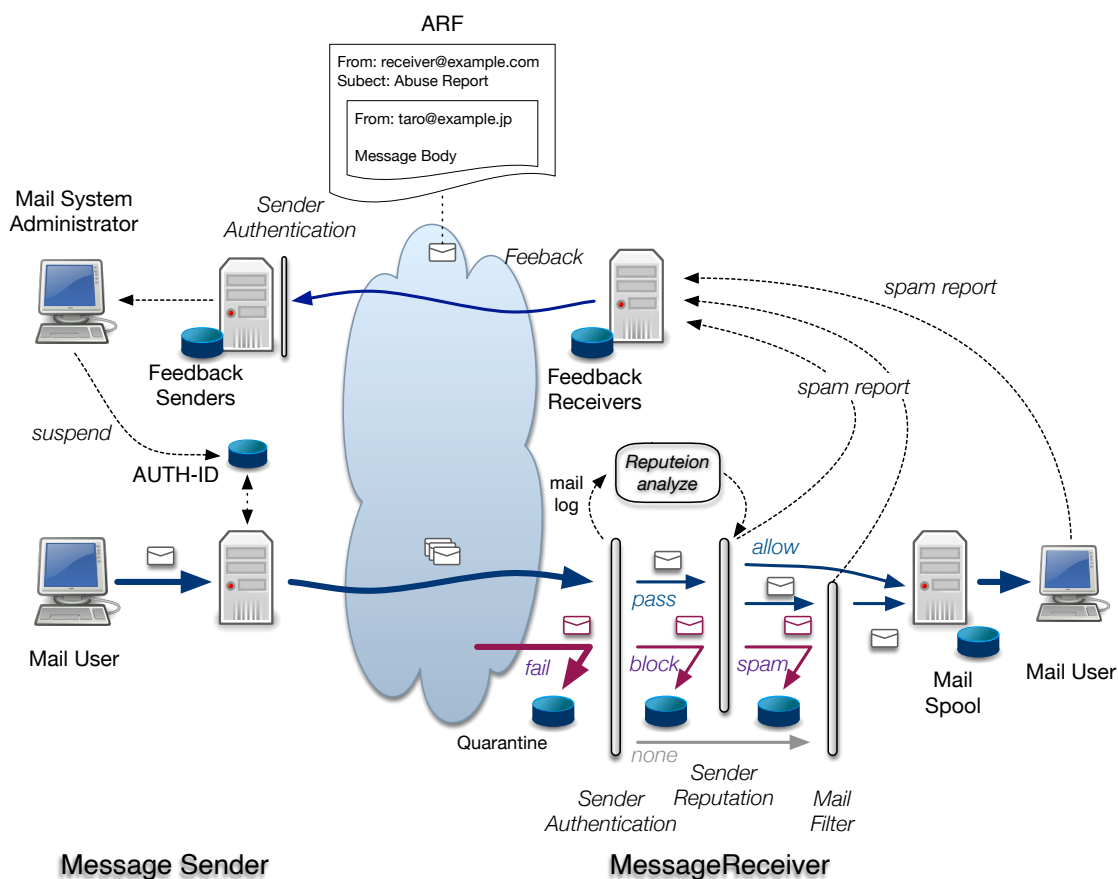 ARF
From: receiver@example.com
Subect: Abuse Report
From: taro@example.jp
Message Body
Mail System
Administrator
Sender
Authentication
Feeback
spam report
Feedback
Senders
Feedback
Receivers
spam report
suspend
AUTH-ID
mail
log
Reputeion
analyze
allow
pass
Mail User
fail
block
spam
Mail
Spool
Mail User
Quarantine
none
Sender
Reputation
Sender
Authentication
Mail
Filter
Message Sender
MessageReceiver